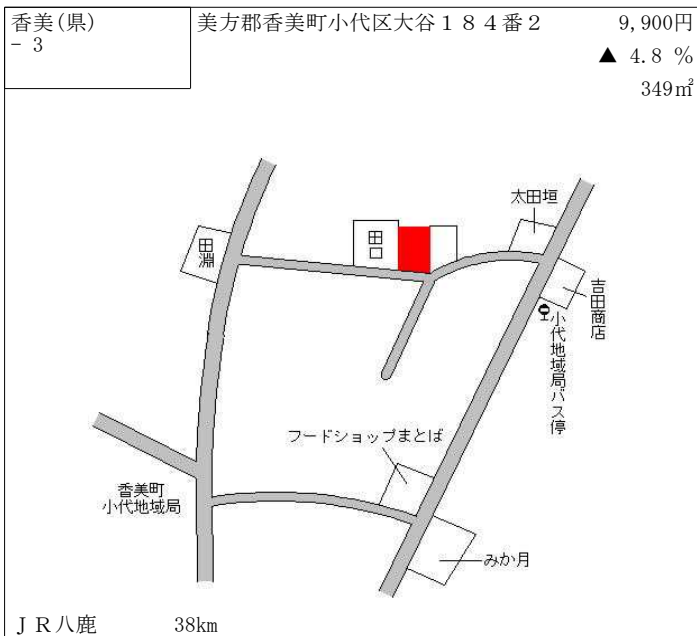 香美(県)
- 3
美方郡香美町小代区大谷１８４番２
9,900円
▲ 4.8 %
349㎡
太田垣
田口
田淵
吉田商店
小代地域局バス停
フードショップまとば
香美町
小代地域局
みか月
ＪＲ八鹿 38km